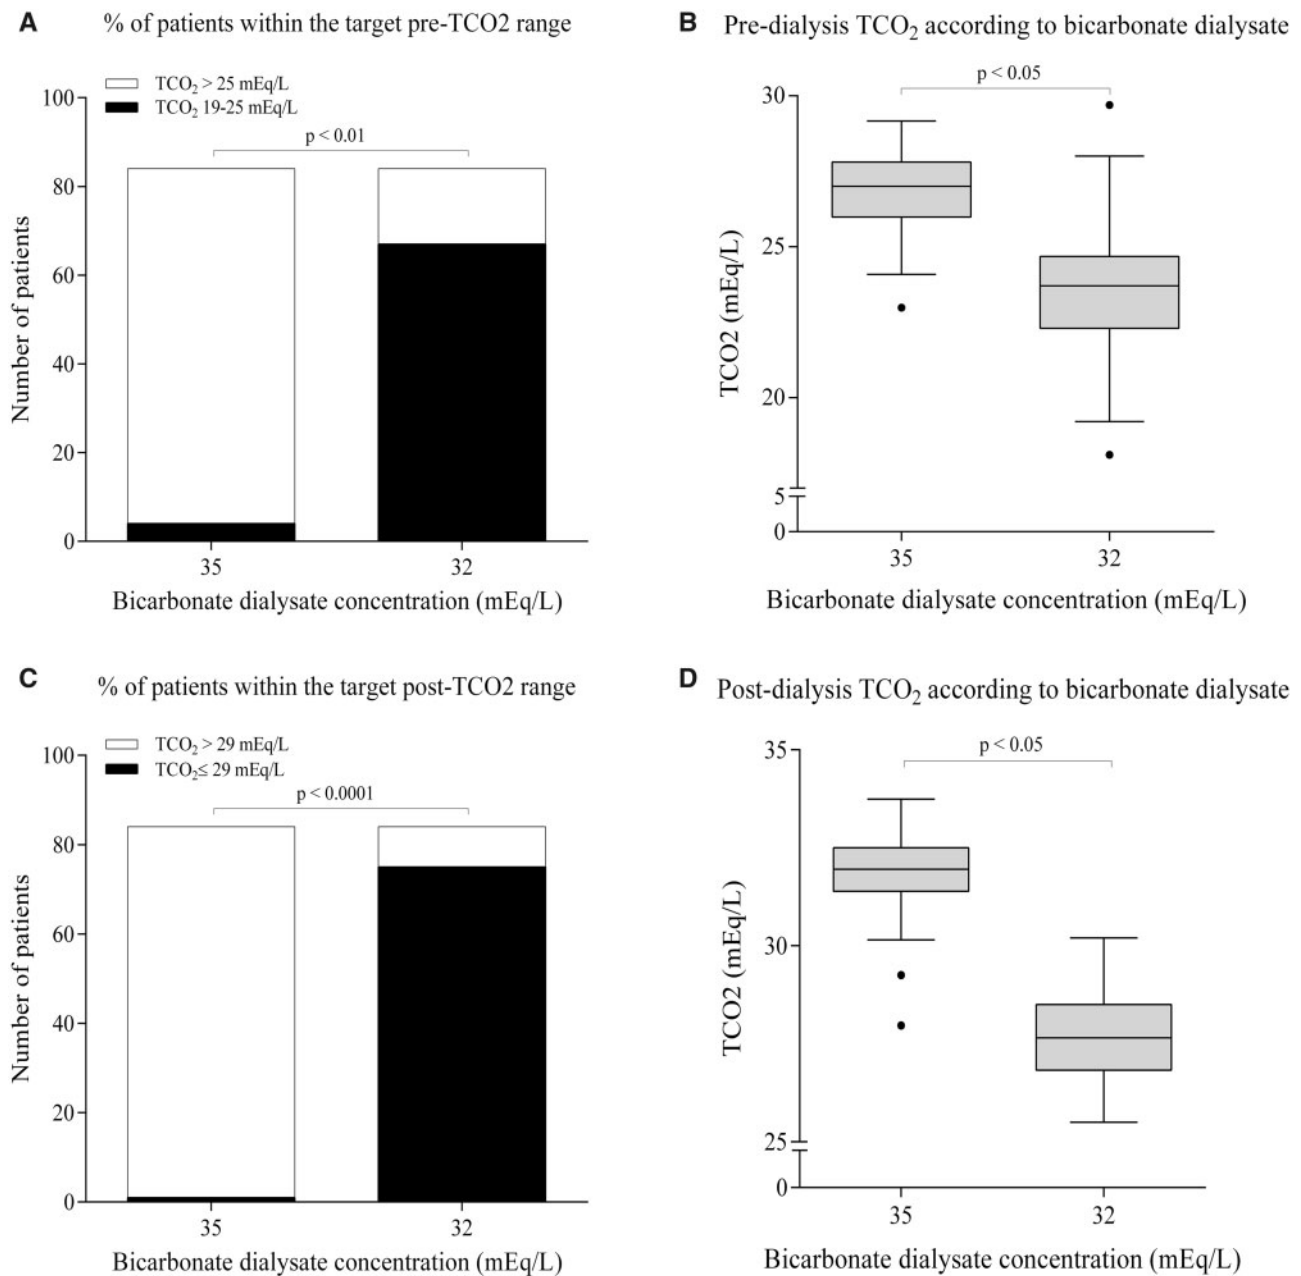 A % of patients within the target pre-TCO2 range
TCO₂ > 25 mEq/L
TCO₂ 19-25 mEq/L
p < 0.01
100
80
60
40
20
0
Number of patients
35 32
Bicarbonate dialysate concentration (mEq/L)
B Pre-dialysis TCO₂ according to bicarbonate dialysate
p < 0.05
30
25
20
5
0
TCO2 (mEq/L)
35 32
Bicarbonate dialysate concentration (mEq/L)
C % of patients within the target post-TCO2 range
TCO₂ > 29 mEq/L
TCO₂≤ 29 mEq/L
p < 0.0001
100
80
60
40
20
0
Number of patients
35 32
Bicarbonate dialysate concentration (mEq/L)
D Post-dialysis TCO₂ according to bicarbonate dialysate
p < 0.05
35
30
25
0
TCO2 (mEq/L)
35 32
Bicarbonate dialysate concentration (mEq/L)